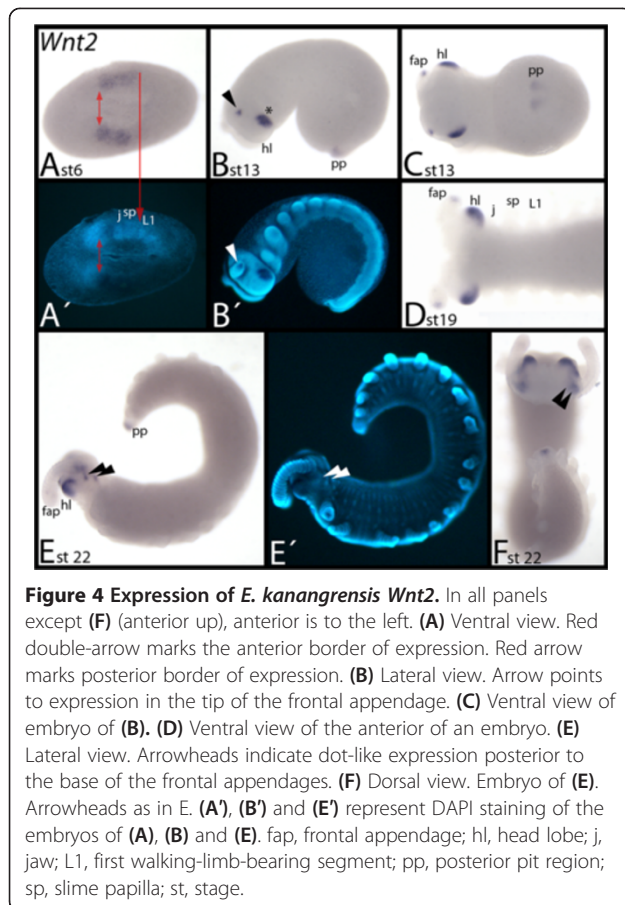 Wnt2
A st6
B st13
hl
pp
*
fap hl
pp
C st13
j sp L1
A´
B´
fap hl j sp L1
D st19
pp
fap hl
E st 22
E´
F st 22
Figure 4 Expression of E. kanangrensis Wnt2. In all panels
except (F) (anterior up), anterior is to the left. (A) Ventral view. Red
double-arrow marks the anterior border of expression. Red arrow
marks posterior border of expression. (B) Lateral view. Arrow points
to expression in the tip of the frontal appendage. (C) Ventral view of
embryo of (B). (D) Ventral view of the anterior of an embryo. (E)
Lateral view. Arrowheads indicate dot-like expression posterior to
the base of the frontal appendages. (F) Dorsal view. Embryo of (E).
Arrowheads as in E. (A') , (B') and (E') represent DAPI staining of the
embryos of (A), (B) and (E). fap, frontal appendage; hl, head lobe; j,
jaw; L1, first walking-limb-bearing segment; pp, posterior pit region;
sp, slime papilla; st, stage.